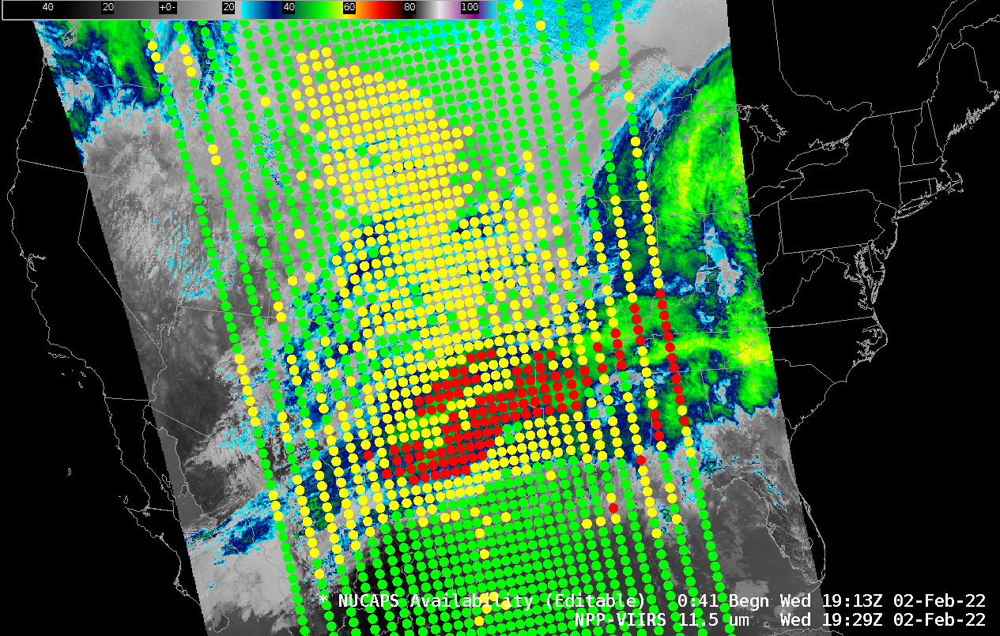 40 20 +0- 20 40 60 80 100
* NUCAPS Availability (Editable) 0:41 Begn Wed 19:13Z 02-Feb-22
NPP-VIIRS 11.5 um Wed 19:29Z 02-Feb-22